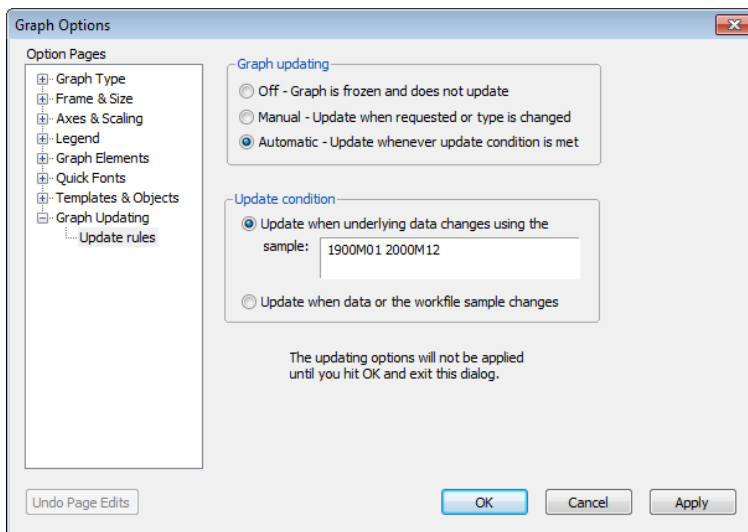 Graph Options
Option Pages
Graph Type
Frame & Size
Axes & Scaling
Legend
Graph Elements
Quick Fonts
Templates & Objects
Graph Updating
Update rules
Graph updating
Off - Graph is frozen and does not update
Manual - Update when requested or type is changed
Automatic - Update whenever update condition is met
Update condition
Update when underlying data changes using the
sample:
1900M01 2000M12
Update when data or the workfile sample changes
The updating options will not be applied
until you hit OK and exit this dialog.
Undo Page Edits
OK
Cancel
Apply